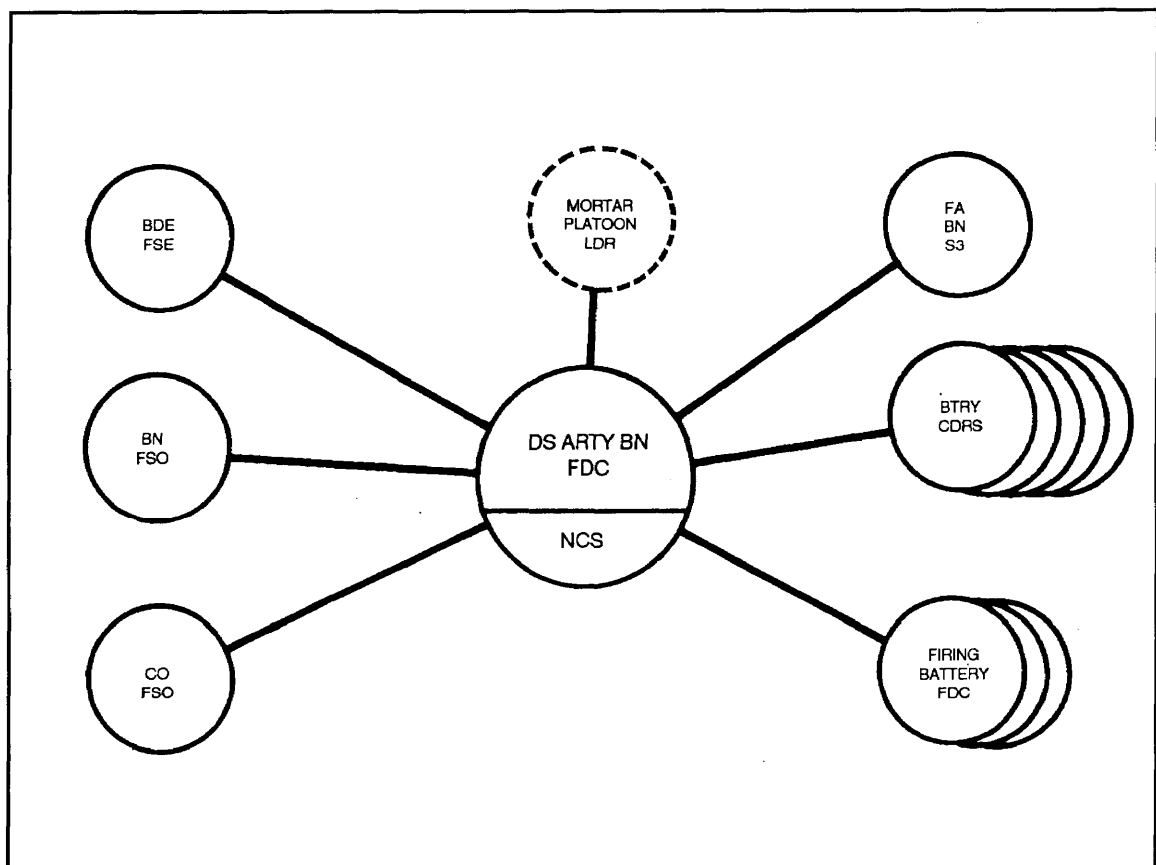 BDE
FSE
MORTAR
PLATOON
LDR
FA
BN
S3
BN
FSO
DS ARTY BN
FDC
NCS
BTRY
CDRS
CO
FSO
FIRING
BATTERY
FDC